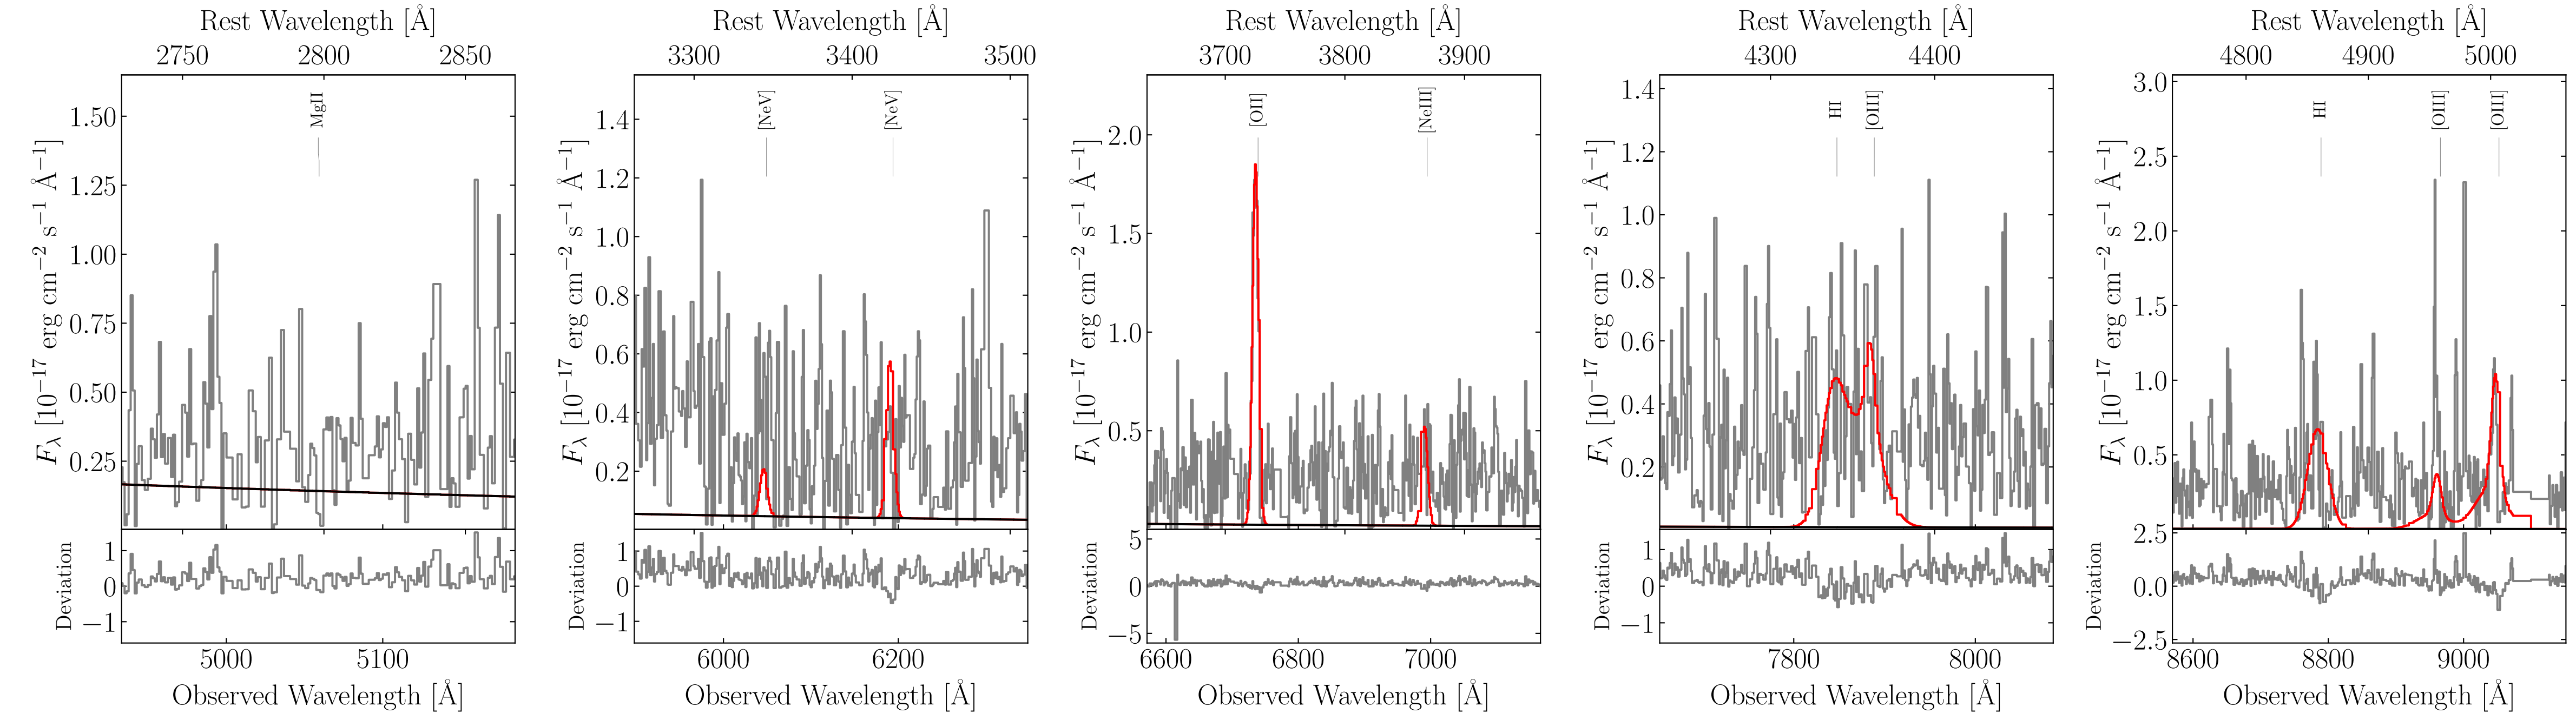 Rest Wavelength [Å]
2750 2800 2850
MgII
1.50
1.25
1.00
0.75
0.50
0.25
Fλ [10−17 erg cm−2 s−1 Å−1]
1
0
−1
Deviation
5000 5100
Observed Wavelength [Å]
Rest Wavelength [Å]
3300 3400 3500
[NeV] [NeV]
1.4
1.2
1.0
0.8
0.6
0.4
0.2
Fλ [10−17 erg cm−2 s−1 Å−1]
1
0
−1
Deviation
6000 6200
Observed Wavelength [Å]
Rest Wavelength [Å]
3700 3800 3900
[OII] [NeIII]
2.0
1.5
1.0
0.5
Fλ [10−17 erg cm−2 s−1 Å−1]
5
0
−5
Deviation
6600 6800 7000
Observed Wavelength [Å]
Rest Wavelength [Å]
4300 4400
HI [OIII]
1.4
1.2
1.0
0.8
0.6
0.4
0.2
Fλ [10−17 erg cm−2 s−1 Å−1]
1
0
−1
Deviation
7800 8000
Observed Wavelength [Å]
Rest Wavelength [Å]
4800 4900 5000
HI [OIII] [OIII]
3.0
2.5
2.0
1.5
1.0
0.5
Fλ [10−17 erg cm−2 s−1 Å−1]
2.5
0.0
−2.5
Deviation
8600 8800 9000
Observed Wavelength [Å]